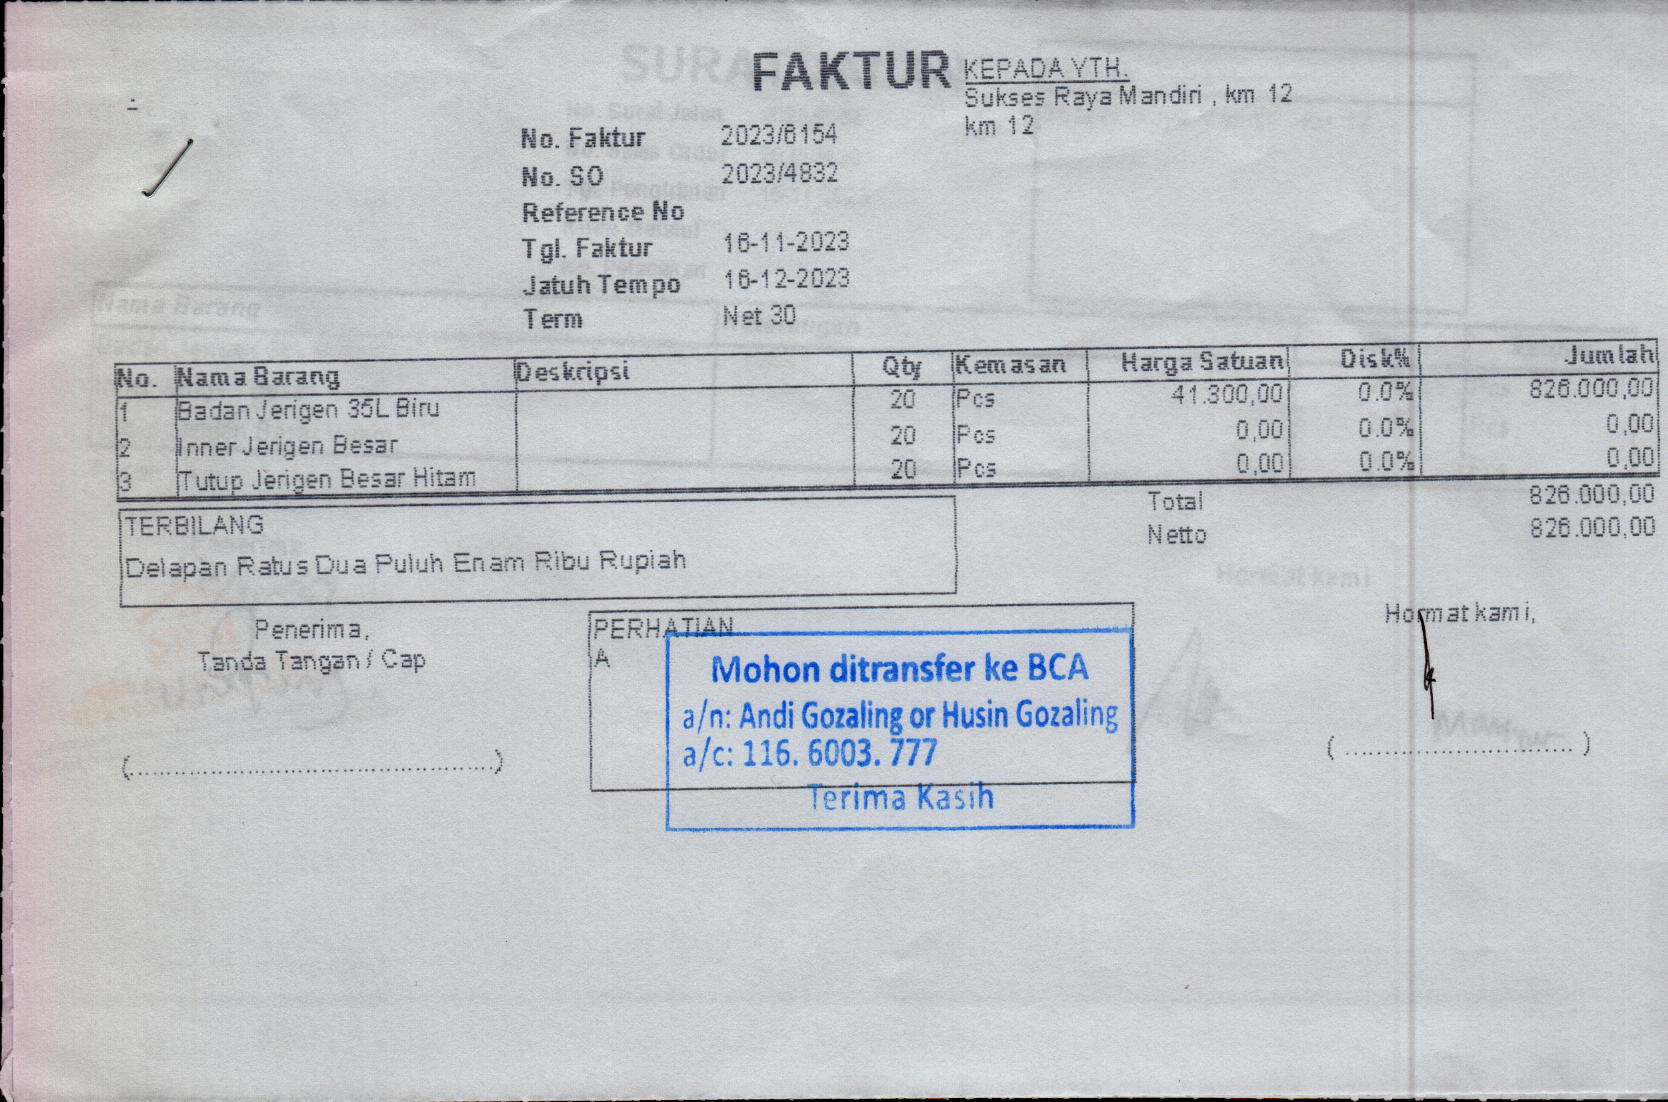 FAKTUR
KEPADA YTH.
Sukses Raya Mandiri , km 12
km 12
No. Faktur 2023/6154
No. SO 2023/4832
Reference No
Tgl. Faktur 16-11-2023
Jatuh Tempo 16-12-2023
Term Net 30
No. Nama Barang Deskripsi Qty Kemasan Harga Satuan Disk% Jumlah
1 Badan Jerigen 35L Biru 20 Pcs 41.300,00 0.0% 826.000,00
2 Inner Jerigen Besar 20 Pcs 0,00 0.0% 0,00
3 Tutup Jerigen Besar Hitam 20 Pcs 0,00 0.0% 0,00
Total 826.000,00
Netto 826.000,00
TERBILANG
Delapan Ratus Dua Puluh Enam Ribu Rupiah
Penerima,
Tanda Tangan / Cap
(................................................)
PERHATIAN
A
Mohon ditransfer ke BCA
a/n: Andi Gozaling or Husin Gozaling
a/c: 116. 6003. 777
Terima Kasih
Hormat kami,
( .............................. )